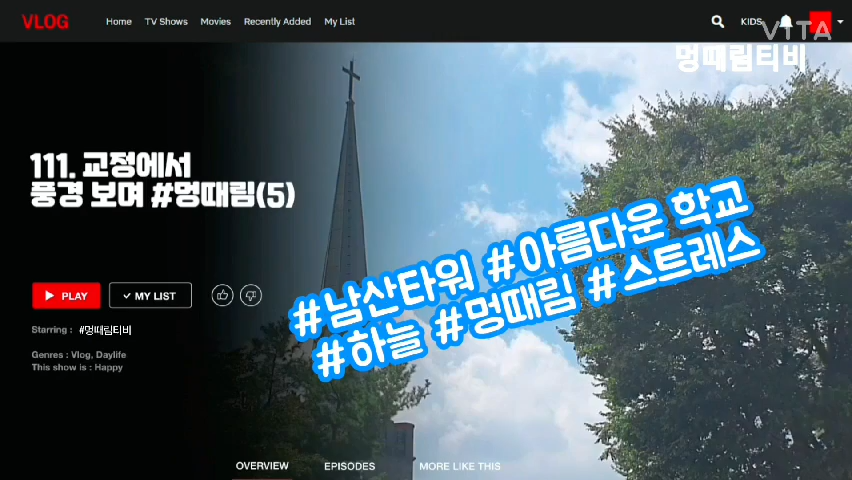 VLOG
Home TV Shows Movies Recently Added My List
KIDS
VITA
멍때림티비
111. 교정에서
풍경 보며 #멍때림(5)
PLAY
MY LIST
Starring : #멍때림티비
Genres : Vlog, Daylife
This show is : Happy
#남산타워 #아름다운 학교
#하늘 #멍때림 #스트레스
OVERVIEW EPISODES MORE LIKE THIS